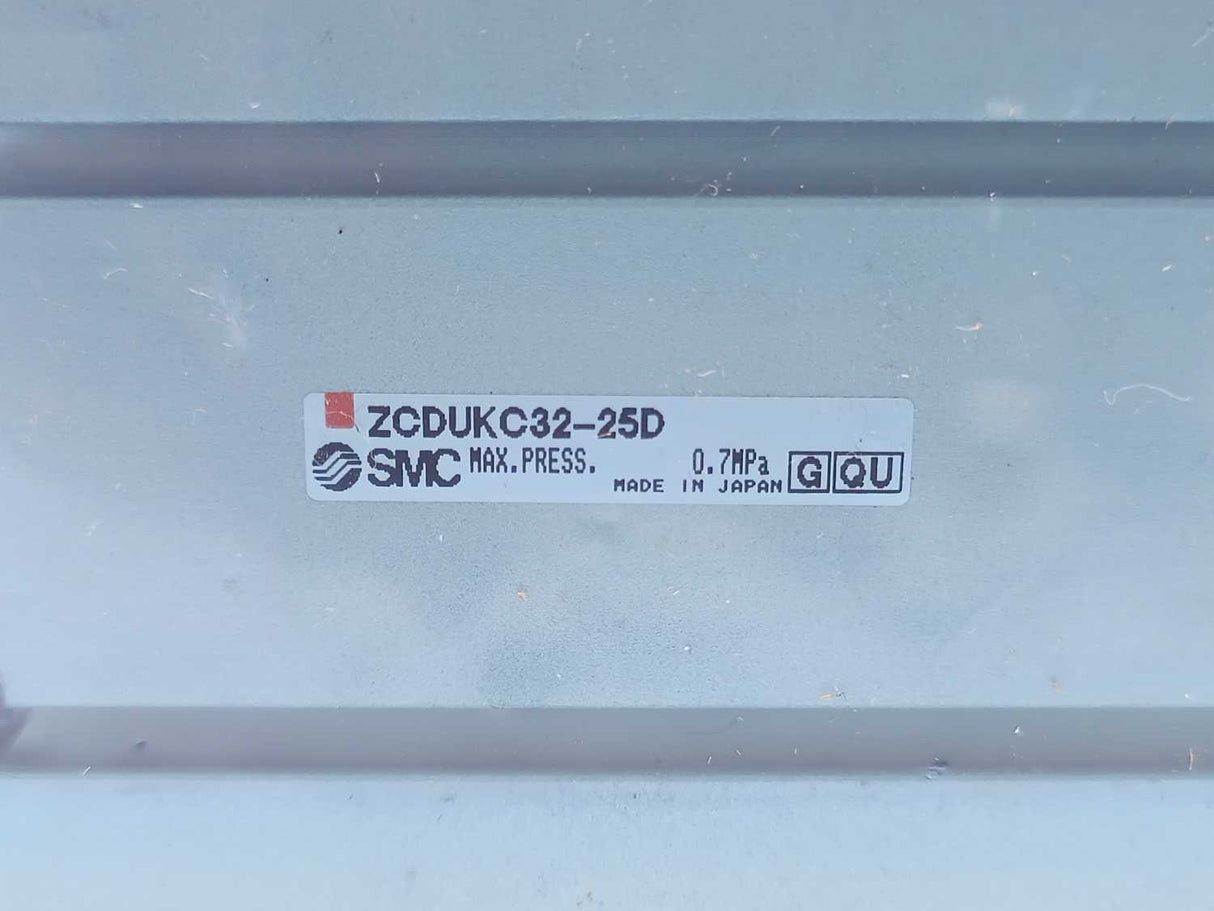 ZCDUKC32-25D
SMC MAX.PRESS. 0.7MPa
MADE IN JAPAN G QU